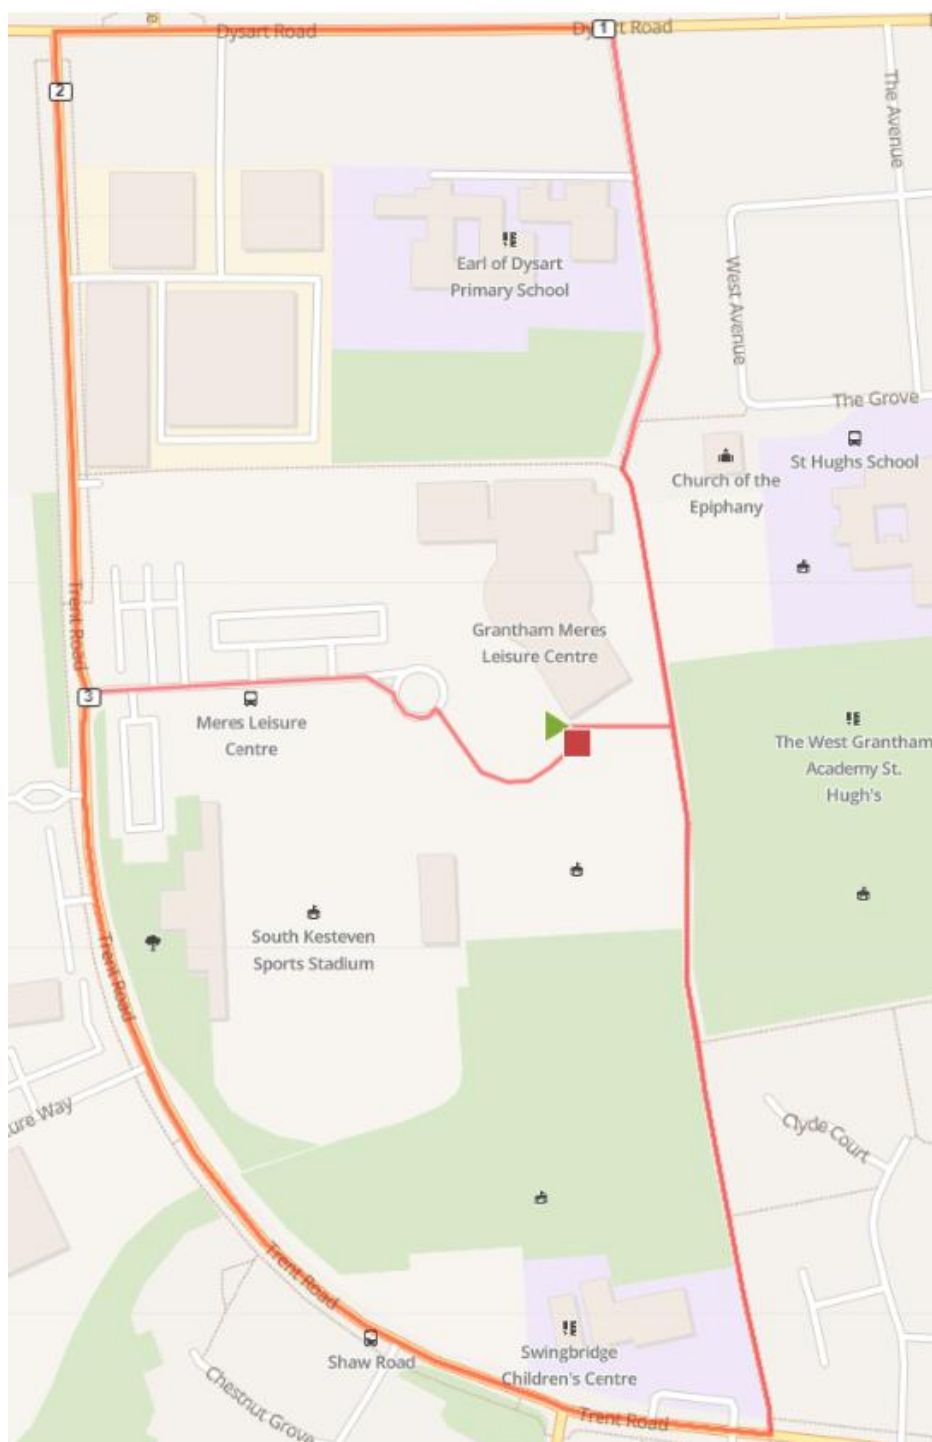 Dysart Road
1
Dysart Road
2
The Avenue
Earl of Dysart
Primary School
West Avenue
The Grove
St Hughs School
Church of the
Epiphany
Trent Road
Grantham Meres
Leisure Centre
3
Meres Leisure
Centre
The West Grantham
Academy St.
Hugh's
South Kesteven
Sports Stadium
Trent Road
ure Way
Clyde Court
Trent Road
Shaw Road
Swingbridge
Children's Centre
Chestnut Grove
Trent Road